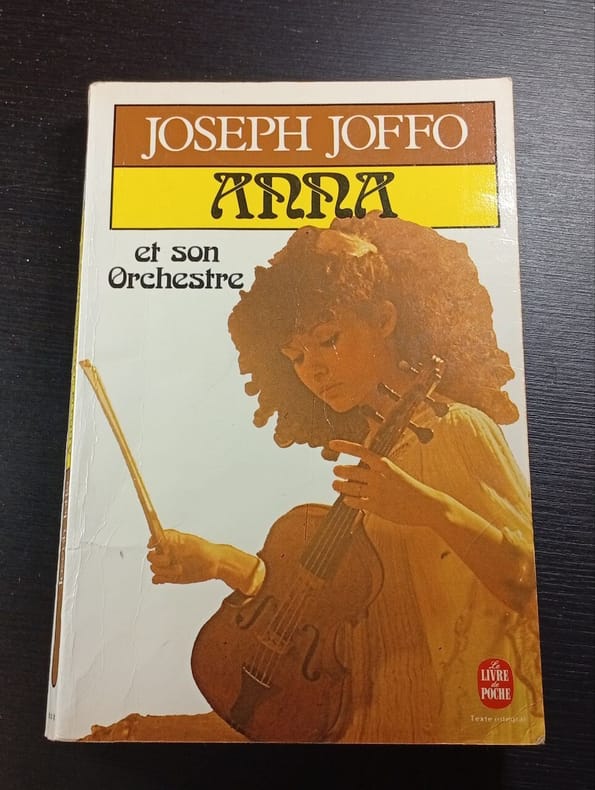 JOSEPH JOFFO
ANNA
et son
Orchestre
Le
LIVRE
de
POCHE
Texte intégral